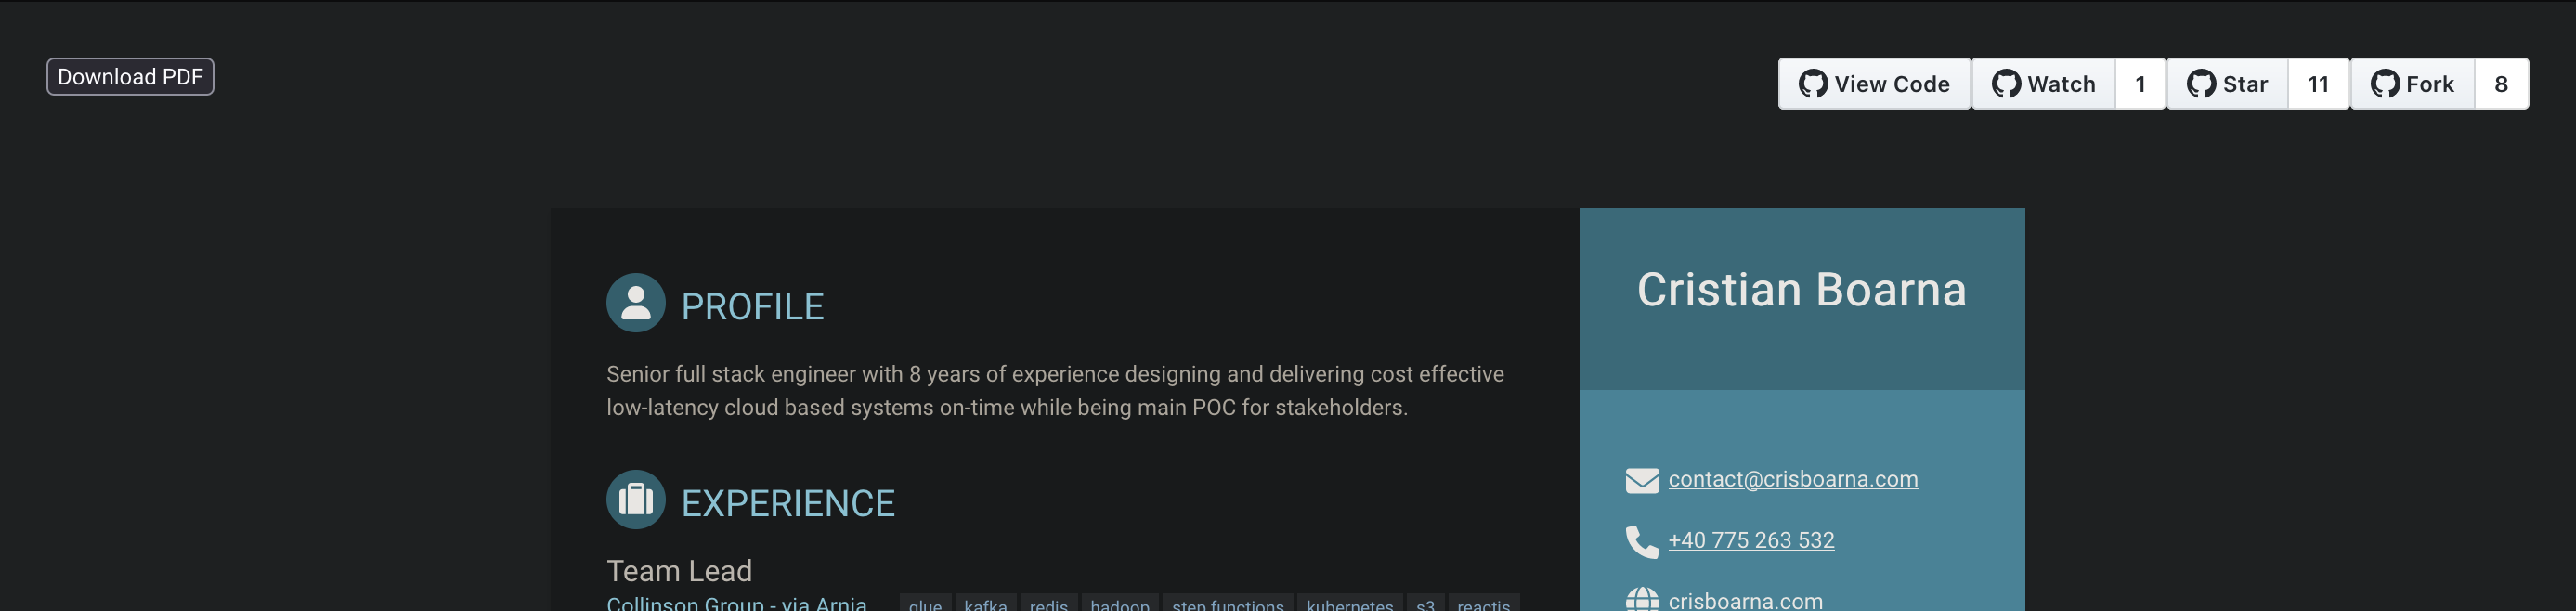 Download PDF
View Code Watch 1 Star 11 Fork 8
PROFILE
Senior full stack engineer with 8 years of experience designing and delivering cost effective
low-latency cloud based systems on-time while being main POC for stakeholders.
EXPERIENCE
Team Lead
Collinson Group - via Arnia glue kafka redis hadoop step functions kubernetes s3 reactjs
Cristian Boarna
contact@crisboarna.com
+40 775 263 532
crisboarna.com